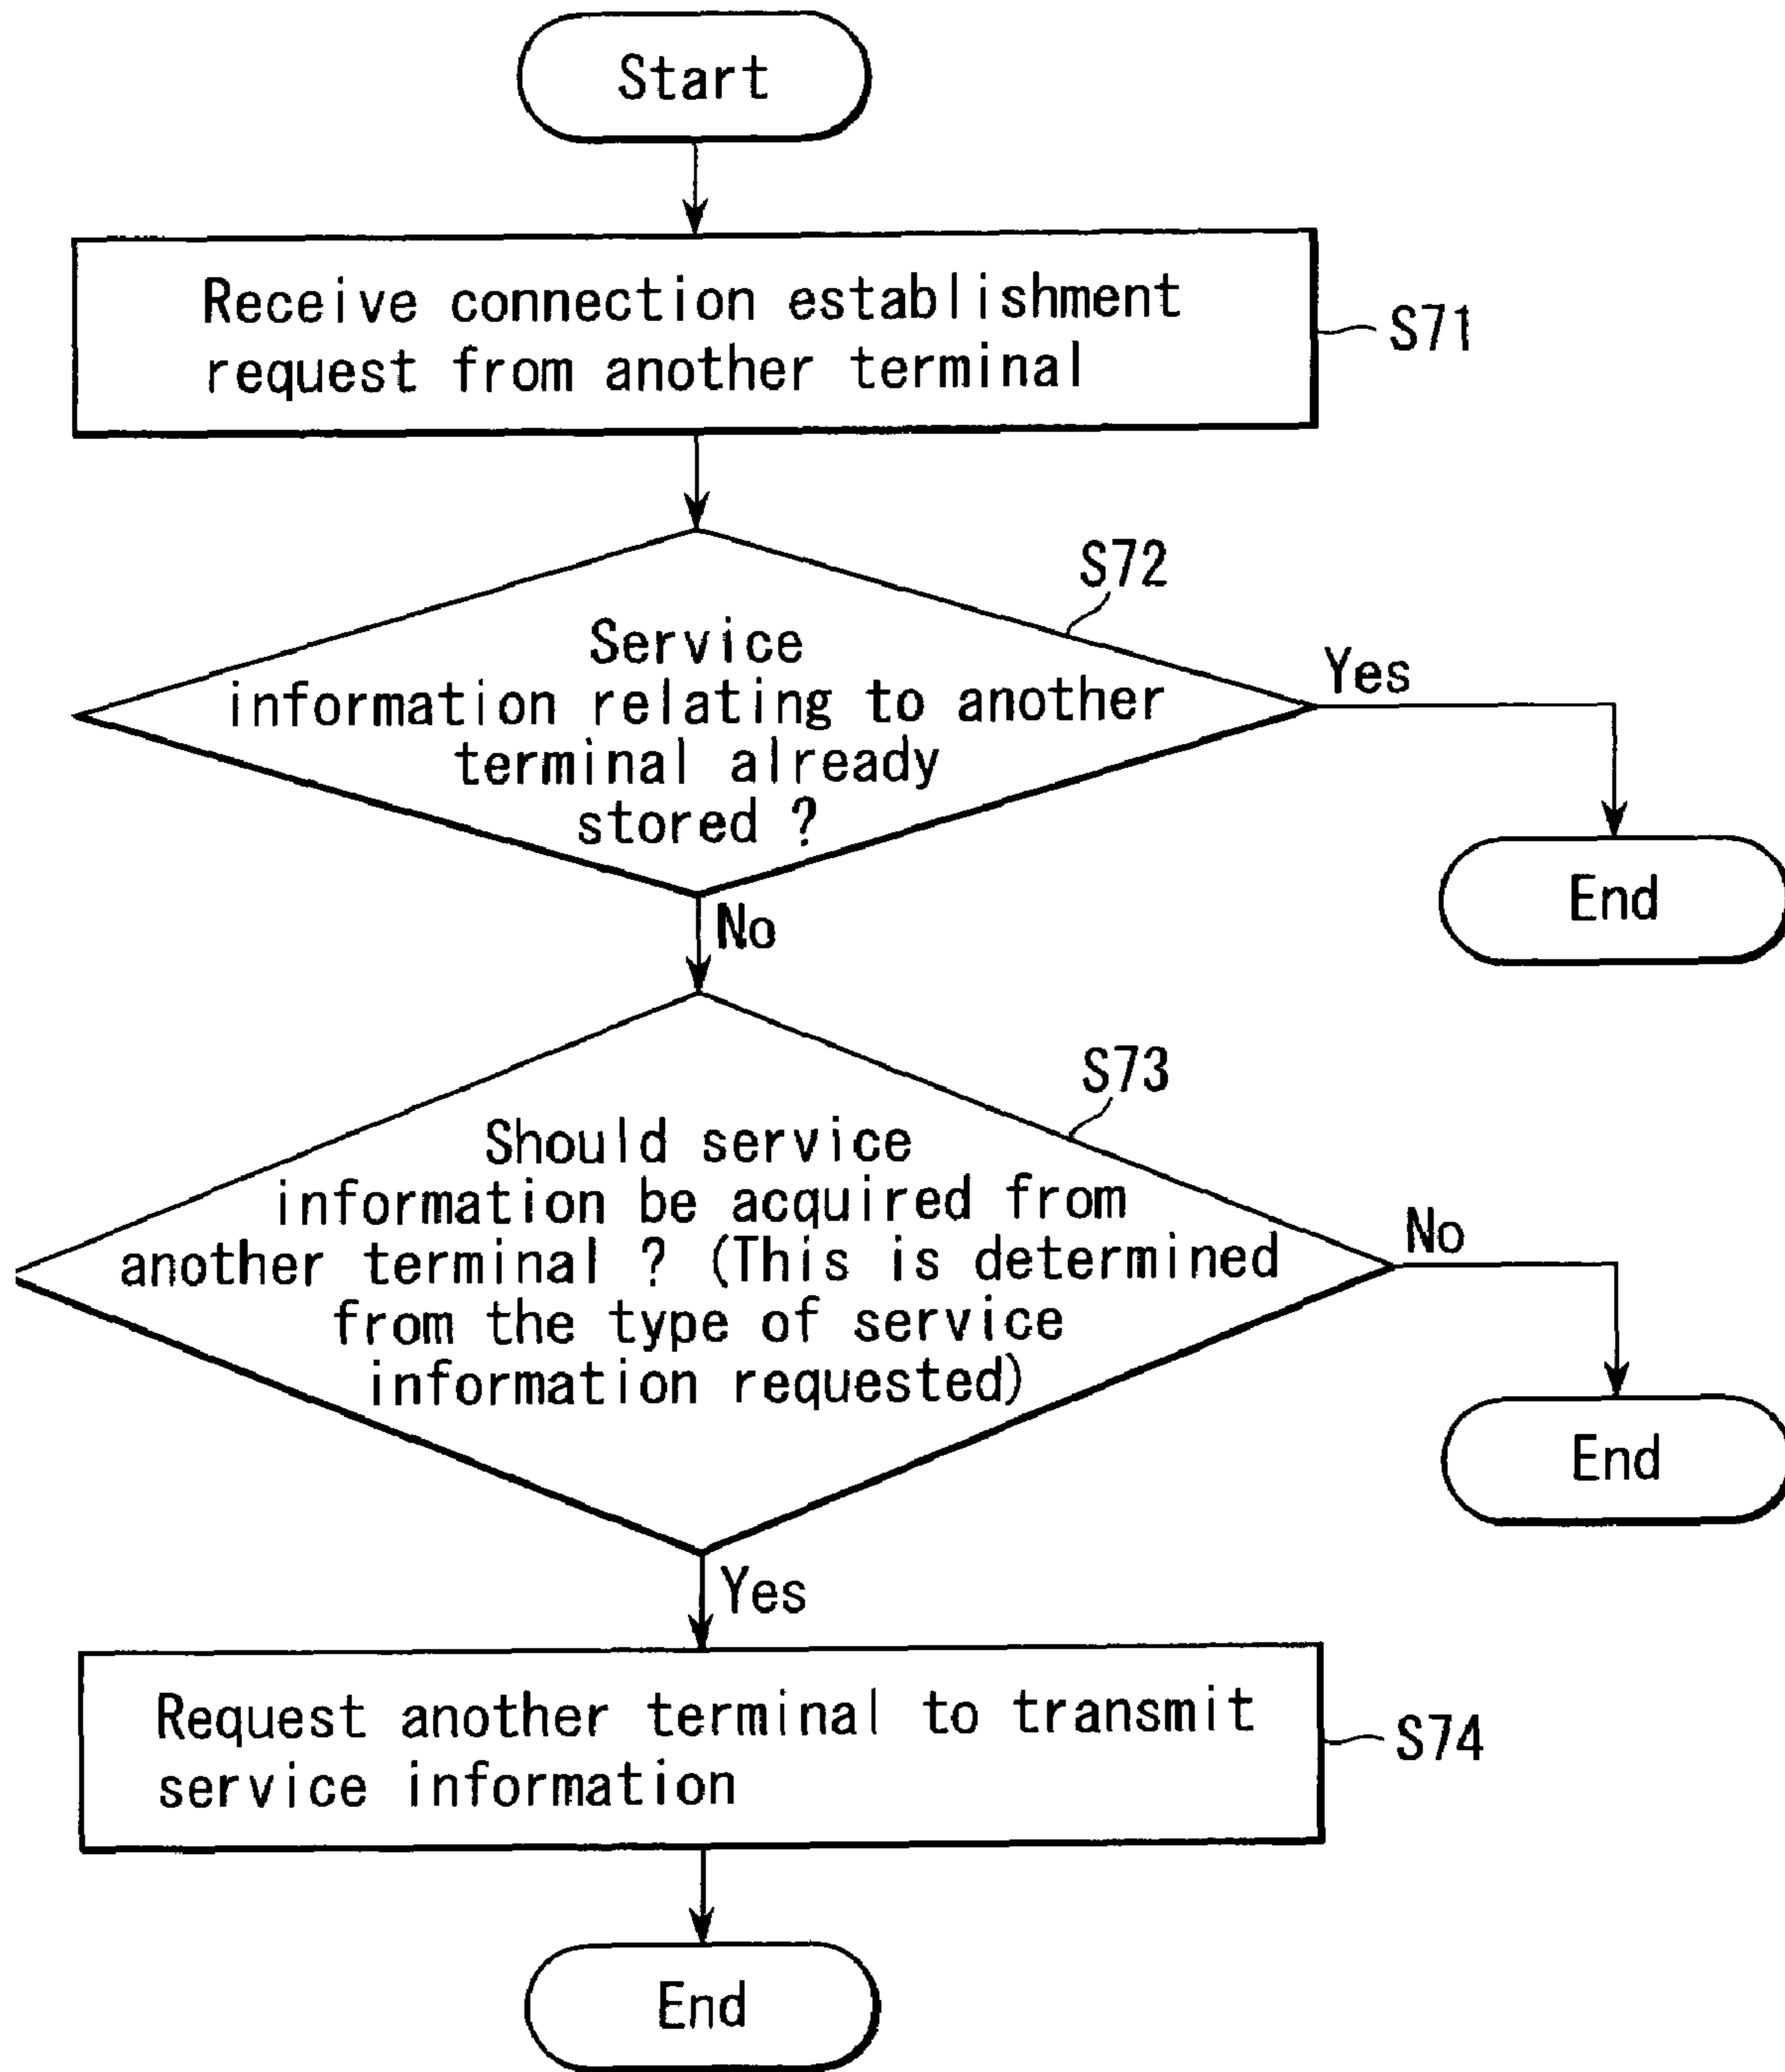 Start
Receive connection establishment
request from another terminal
S71
S72
Service
information relating to another
terminal already
stored ?
Yes
End
No
S73
Should service
information be acquired from
another terminal ? (This is determined
from the type of service
information requested)
No
End
Yes
Request another terminal to transmit
service information
S74
End